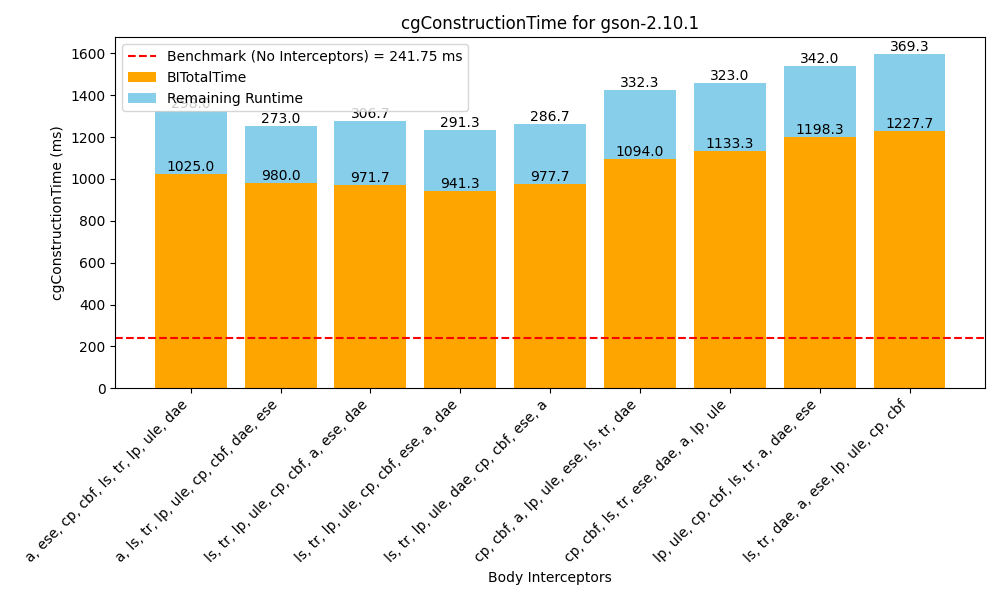 cgConstructionTime for gson-2.10.1
Benchmark (No Interceptors) = 241.75 ms
BITotalTime
Remaining Runtime
cgConstructionTime (ms)
1600
1400
1200
1000
800
600
400
200
0
273.0
306.7
291.3
286.7
332.3
323.0
342.0
369.3
1025.0
980.0
971.7
941.3
977.7
1094.0
1133.3
1198.3
1227.7
a, ese, cp, cbf, ls, tr, lp, ule, dae
a, ls, tr, lp, ule, cp, cbf, dae, ese
ls, tr, lp, ule, cp, cbf, a, ese, dae
ls, tr, lp, ule, cp, cbf, ese, a, dae
ls, tr, lp, ule, dae, cp, cbf, ese, a
cp, cbf, a, lp, ule, ese, ls, tr, dae
cp, cbf, ls, tr, ese, dae, a, lp, ule
lp, ule, cp, cbf, ls, tr, a, dae, ese
ls, tr, dae, a, ese, lp, ule, cp, cbf
Body Interceptors